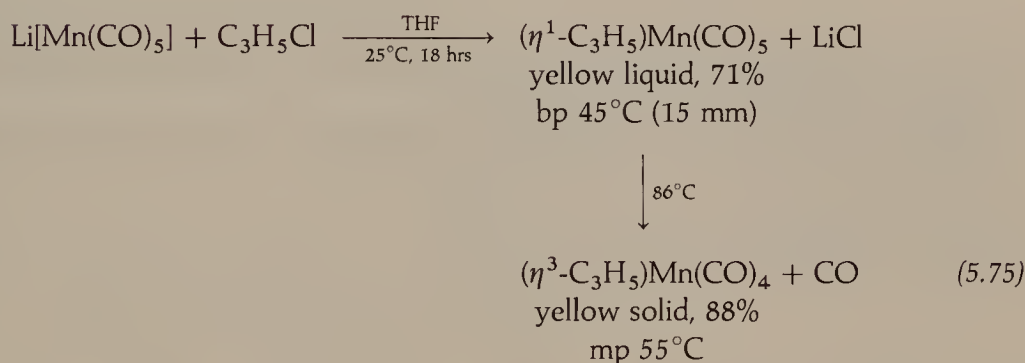 Li[Mn(CO)₅] + C₃H₅Cl THF 25°C, 18 hrs (η¹-C₃H₅)Mn(CO)₅ + LiCl
yellow liquid, 71%
bp 45°C (15 mm)
86°C
(η³-C₃H₅)Mn(CO)₄ + CO (5.75)
yellow solid, 88%
mp 55°C